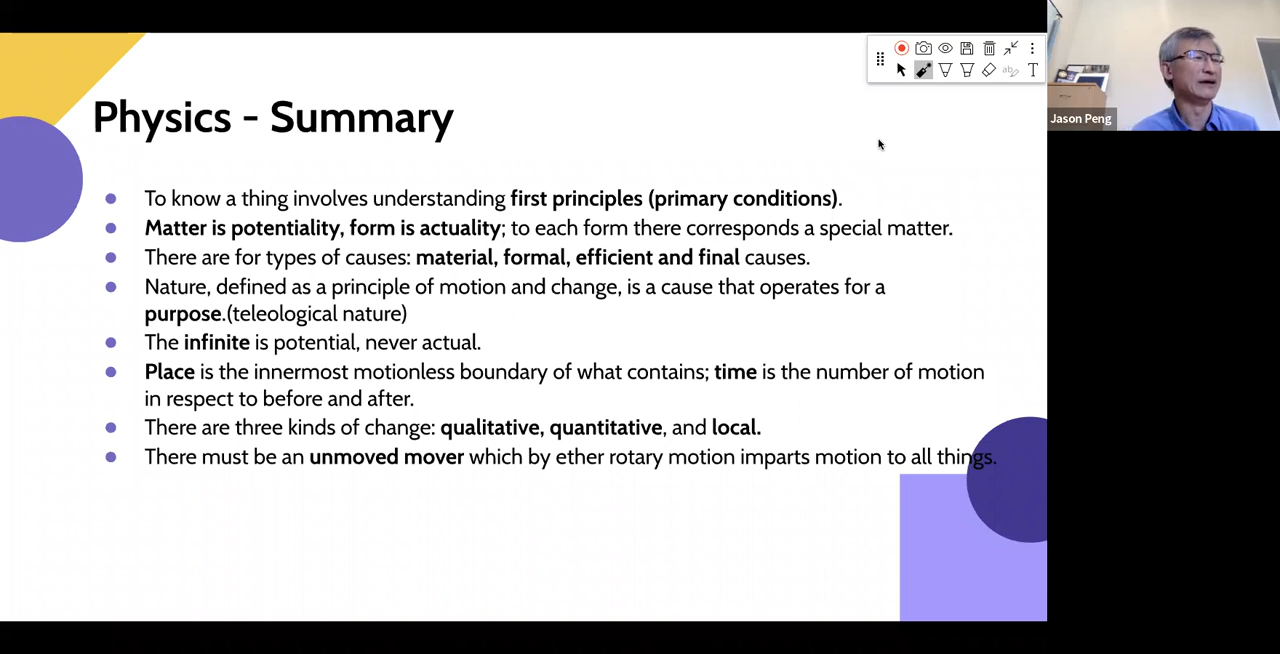 Physics - Summary
To know a thing involves understanding first principles (primary conditions).
Matter is potentiality, form is actuality; to each form there corresponds a special matter.
There are for types of causes: material, formal, efficient and final causes.
Nature, defined as a principle of motion and change, is a cause that operates for a
purpose.(teleological nature)
The infinite is potential, never actual.
Place is the innermost motionless boundary of what contains; time is the number of motion
in respect to before and after.
There are three kinds of change: qualitative, quantitative, and local.
There must be an unmoved mover which by ether rotary motion imparts motion to all things.
Jason Peng